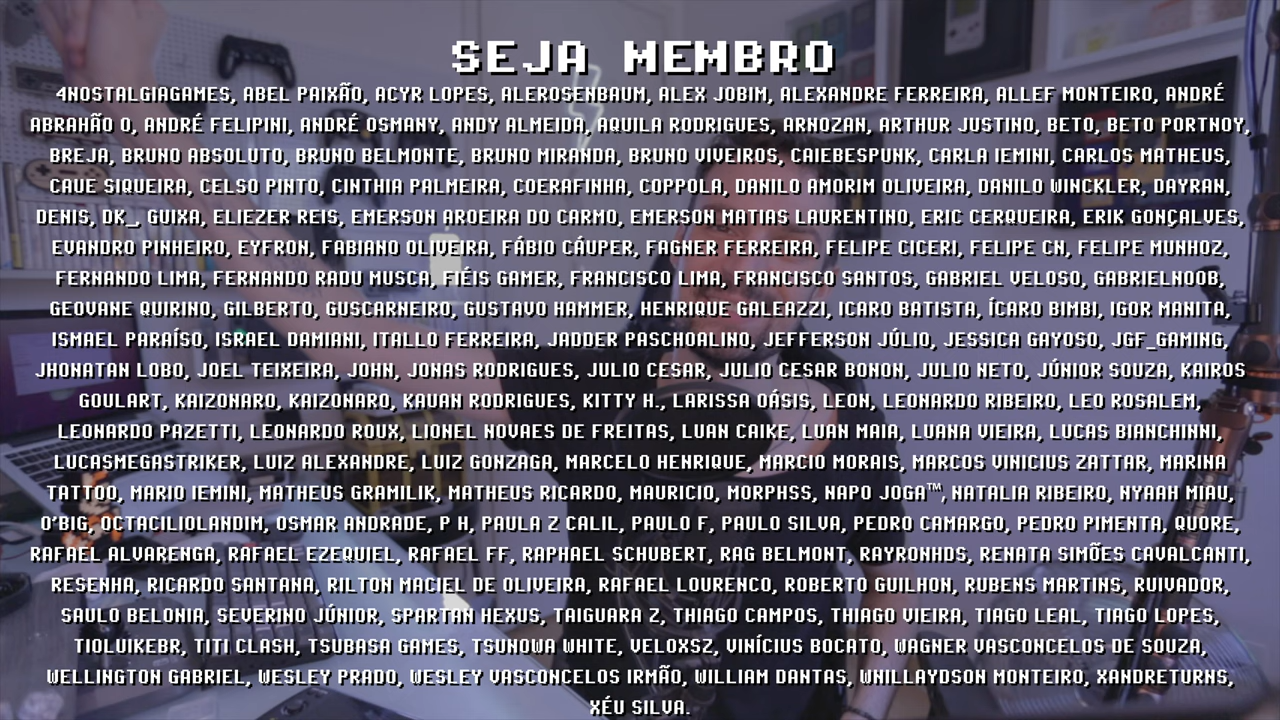 SEJA MEMBRO
4NOSTALGIAGAMES, ABEL PAIXÃO, ACYR LOPES, ALEROSENBAUM, ALEX JOBIM, ALEXANDRE FERREIRA, ALLEF MONTEIRO, ANDRÉ
ABRAHÃO O, ANDRÉ FELIPINI, ANDRÉ OSMANY, ANDY ALMEIDA, AQUILA RODRIGUES, ARNOZAN, ARTHUR JUSTINO, BETO, BETO PORTNOY,
BREJA, BRUNO ABSOLUTO, BRUNO BELMONTE, BRUNO MIRANDA, BRUNO VIVEIROS, CAIEBESPUNK, CARLA IEMINI, CARLOS MATHEUS,
CAUE SIQUEIRA, CELSO PINTO, CINTHIA PALMEIRA, COERAFINHA, COPPOLA, DANILO AMORIM OLIVEIRA, DANILO WINCKLER, DAYRAN,
DENIS, DK_, GUIXA, ELIEZER REIS, EMERSON AROEIRA DO CARMO, EMERSON MATIAS LAURENTINO, ERIC CERQUEIRA, ERIK GONÇALVES,
EVANDRO PINHEIRO, EYFRON, FABIANO OLIVEIRA, FÁBIO CÁUPER, FAGNER FERREIRA, FELIPE CICERI, FELIPE CN, FELIPE MUNHOZ,
FERNANDO LIMA, FERNANDO RADU MUSCA, FIÉIS GAMER, FRANCISCO LIMA, FRANCISCO SANTOS, GABRIEL VELOSO, GABRIELNOOB,
GEOVANE QUIRINO, GILBERTO, GUSCARNEIRO, GUSTAVO HAMMER, HENRIQUE GALEAZZI, ICARO BATISTA, ÍCARO BIMBI, IGOR MANITA,
ISMAEL PARAÍSO, ISRAEL DAMIANI, ITALLO FERREIRA, JADDER PASCHOALINO, JEFFERSON JÚLIO, JESSICA GAYOSO, JGF_GAMING,
JHONATAN LOBO, JOEL TEIXEIRA, JOHN, JONAS RODRIGUES, JULIO CESAR, JULIO CESAR BONON, JULIO NETO, JÚNIOR SOUZA, KAIROS
GOULART, KAIZONARO, KAIZONARO, KAUAN RODRIGUES, KITTY H., LARISSA OÁSIS, LEON, LEONARDO RIBEIRO, LEO ROSALEM,
LEONARDO PAZETTI, LEONARDO ROUX, LIONEL NOVAES DE FREITAS, LUAN CAIKE, LUAN MAIA, LUANA VIEIRA, LUCAS BIANCHINNI,
LUCASMEGASTRIKER, LUIZ ALEXANDRE, LUIZ GONZAGA, MARCELO HENRIQUE, MARCIO MORAIS, MARCOS VINICIUS ZATTAR, MARINA
TATTOO, MARIO IEMINI, MATHEUS GRAMILIK, MATHEUS RICARDO, MAURICIO, MORPHSS, NAPO JOGA™, NATALIA RIBEIRO, NYAAH MIAU,
O'BIG, OCTACILIOLANDIM, OSMAR ANDRADE, P H, PAULA Z CALIL, PAULO F, PAULO SILVA, PEDRO CAMARGO, PEDRO PIMENTA, QUORE,
RAFAEL ALVARENGA, RAFAEL EZEQUIEL, RAFAEL FF, RAPHAEL SCHUBERT, RAG BELMONT, RAYRONHDS, RENATA SIMÕES CAVALCANTI,
RESENHA, RICARDO SANTANA, RILTON MACIEL DE OLIVEIRA, RAFAEL LOURENCO, ROBERTO GUILHON, RUBENS MARTINS, RUIVADOR,
SAULO BELONIA, SEVERINO JÚNIOR, SPARTAN HEXUS, TAIGUARA Z, THIAGO CAMPOS, THIAGO VIEIRA, TIAGO LEAL, TIAGO LOPES,
TIOLUIKEBR, TITI CLASH, TSUBASA GAMES, TSUNOWA WHITE, VELOXSZ, VINÍCIUS BOCATO, WAGNER VASCONCELOS DE SOUZA,
WELLINGTON GABRIEL, WESLEY PRADO, WESLEY VASCONCELOS IRMÃO, WILLIAM DANTAS, WNILLAYDSON MONTEIRO, XANDRETURNS,
XÉU SILVA.